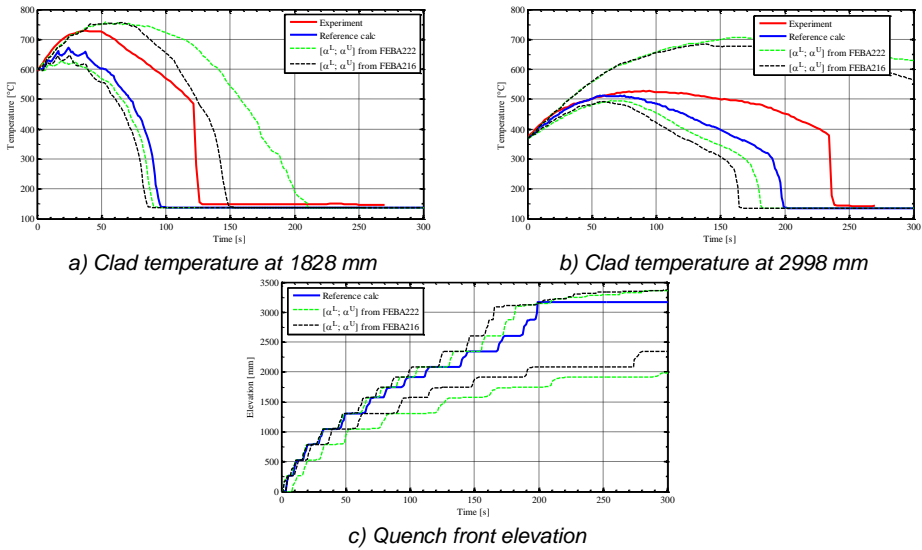 800
700
600
500
400
300
200
100
0
50
100
150
200
250
300
Temperature [°C]
Time [s]
Experiment
Reference calc
[α^L; α^U] from FEBA222
[α^L; α^U] from FEBA216
a) Clad temperature at 1828 mm
800
700
600
500
400
300
200
100
0
50
100
150
200
250
300
Temperature [°C]
Time [s]
Experiment
Reference calc
[α^L; α^U] from FEBA222
[α^L; α^U] from FEBA216
b) Clad temperature at 2998 mm
3500
3000
2500
2000
1500
1000
500
0
0
50
100
150
200
250
300
Elevation [mm]
Time [s]
Reference calc
[α^L; α^U] from FEBA222
[α^L; α^U] from FEBA216
c) Quench front elevation